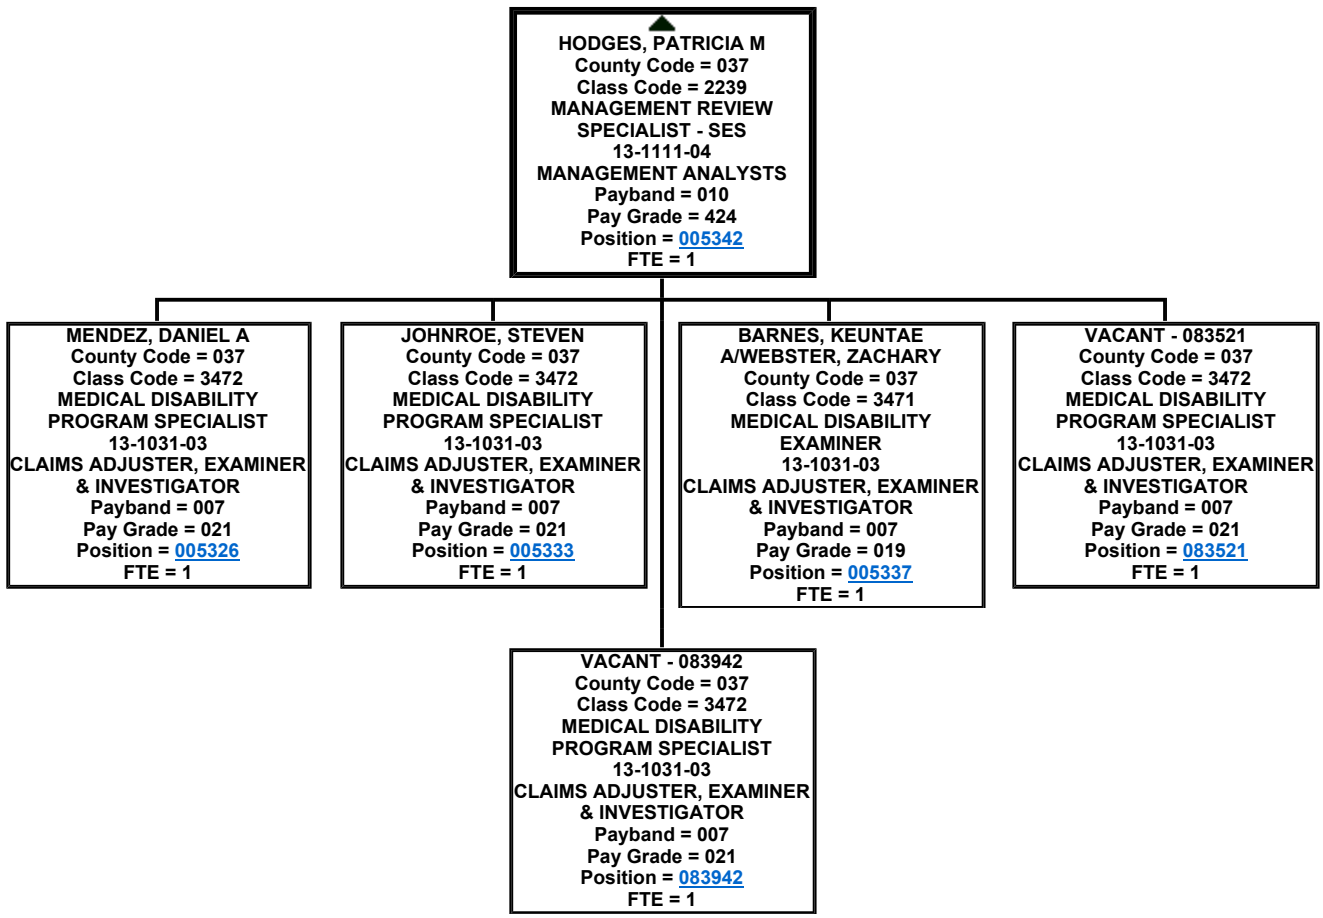 HODGES, PATRICIA M
County Code = 037
Class Code = 2239
MANAGEMENT REVIEW
SPECIALIST - SES
13-1111-04
MANAGEMENT ANALYSTS
Payband = 010
Pay Grade = 424
Position = 005342
FTE = 1
MENDEZ, DANIEL A
County Code = 037
Class Code = 3472
MEDICAL DISABILITY
PROGRAM SPECIALIST
13-1031-03
CLAIMS ADJUSTER, EXAMINER
& INVESTIGATOR
Payband = 007
Pay Grade = 021
Position = 005326
FTE = 1
JOHNROE, STEVEN
County Code = 037
Class Code = 3472
MEDICAL DISABILITY
PROGRAM SPECIALIST
13-1031-03
CLAIMS ADJUSTER, EXAMINER
& INVESTIGATOR
Payband = 007
Pay Grade = 021
Position = 005333
FTE = 1
BARNES, KEUNTAE
A/WEBSTER, ZACHARY
County Code = 037
Class Code = 3471
MEDICAL DISABILITY
EXAMINER
13-1031-03
CLAIMS ADJUSTER, EXAMINER
& INVESTIGATOR
Payband = 007
Pay Grade = 019
Position = 005337
FTE = 1
VACANT - 083521
County Code = 037
Class Code = 3472
MEDICAL DISABILITY
PROGRAM SPECIALIST
13-1031-03
CLAIMS ADJUSTER, EXAMINER
& INVESTIGATOR
Payband = 007
Pay Grade = 021
Position = 083521
FTE = 1
VACANT - 083942
County Code = 037
Class Code = 3472
MEDICAL DISABILITY
PROGRAM SPECIALIST
13-1031-03
CLAIMS ADJUSTER, EXAMINER
& INVESTIGATOR
Payband = 007
Pay Grade = 021
Position = 083942
FTE = 1